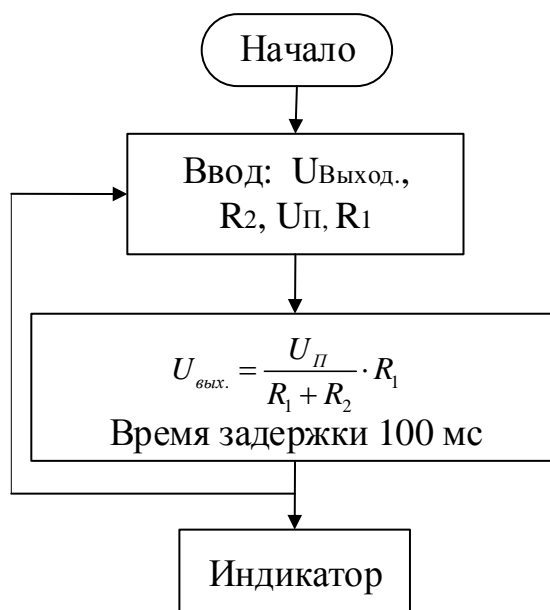 Начало
Ввод: UВыход.,
R2, UП, R1
Uвых. = UП / (R1 + R2) · R1
Время задержки 100 мс
Индикатор